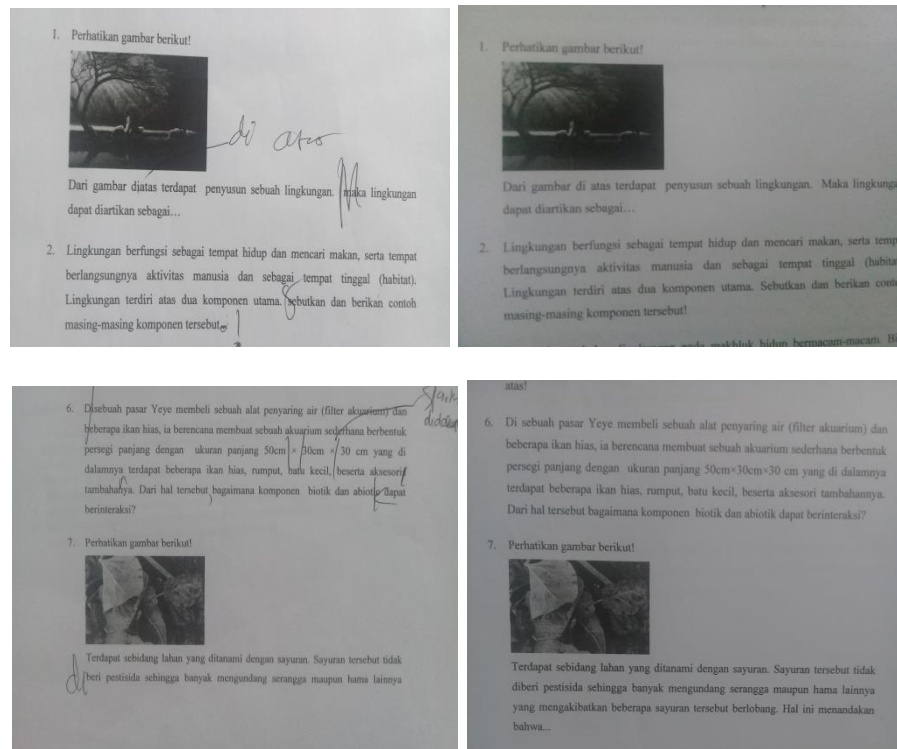 1. Perhatikan gambar berikut!
di atas
Dari gambar djatas terdapat penyusun sebuah lingkungan. maka lingkungan
dapat diartikan sebagai…
2. Lingkungan berfungsi sebagai tempat hidup dan mencari makan, serta tempat
berlangsungnya aktivitas manusia dan sebagai tempat tinggal (habitat).
Lingkungan terdiri atas dua komponen utama. sebutkan dan berikan contoh
masing-masing komponen tersebut
1. Perhatikan gambar berikut!
Dari gambar di atas terdapat penyusun sebuah lingkungan. Maka lingkunga
dapat diartikan sebagai…
2. Lingkungan berfungsi sebagai tempat hidup dan mencari makan, serta temp
berlangsungnya aktivitas manusia dan sebagai tempat tinggal (habita
Lingkungan terdiri atas dua komponen utama. Sebutkan dan berikan cont
masing-masing komponen tersebut!
makhluk hidup bermacam-macam.
6. Disebuah pasar Yeye membeli sebuah alat penyaring air (filter akuarium) dan
beberapa ikan hias, ia berencana membuat sebuah akuarium sederhana berbentuk
persegi panjang dengan ukuran panjang 50cm × 30cm × 30 cm yang di
dalamnya terdapat beberapa ikan hias, rumput, batu kecil, beserta aksesori
tambahanya. Dari hal tersebut bagaimana komponen biotik dan abiotic dapat
berinteraksi?
7. Perhatikan gambar berikut!
Terdapat sebidang lahan yang ditanami dengan sayuran. Sayuran tersebut tidak
beri pestisida sehingga banyak mengundang serangga maupun hama lainnya
atas!
6. Di sebuah pasar Yeye membeli sebuah alat penyaring air (filter akuarium) dan
beberapa ikan hias, ia berencana membuat sebuah akuarium sederhana berbentuk
persegi panjang dengan ukuran panjang 50cm×30cm×30 cm yang di dalamnya
terdapat beberapa ikan hias, rumput, batu kecil, beserta aksesori tambahannya.
Dari hal tersebut bagaimana komponen biotik dan abiotik dapat berinteraksi?
7. Perhatikan gambar berikut!
Terdapat sebidang lahan yang ditanami dengan sayuran. Sayuran tersebut tidak
diberi pestisida sehingga banyak mengundang serangga maupun hama lainnya
yang mengakibatkan beberapa sayuran tersebut berlobang. Hal ini menandakan
bahwa...